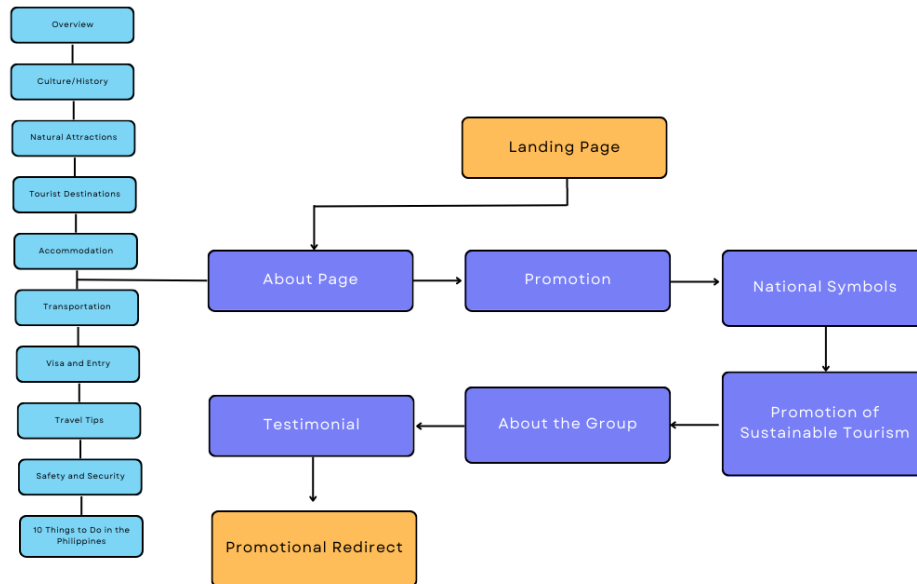 Overview
Culture/History
Natural Attractions
Tourist Destinations
Accommodation
Transportation
Visa and Entry
Travel Tips
Safety and Security
10 Things to Do in the
Philippines
Landing Page
About Page
Promotion
National Symbols
Promotion of
Sustainable Tourism
About the Group
Testimonial
Promotional Redirect